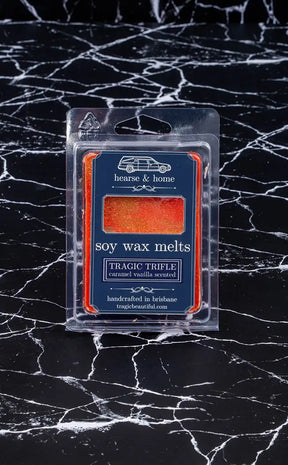 hearse & home
soy wax melts
TRAGIC TRIFLE
caramel vanilla scented
handcrafted in brisbane
tragicbeautiful.com